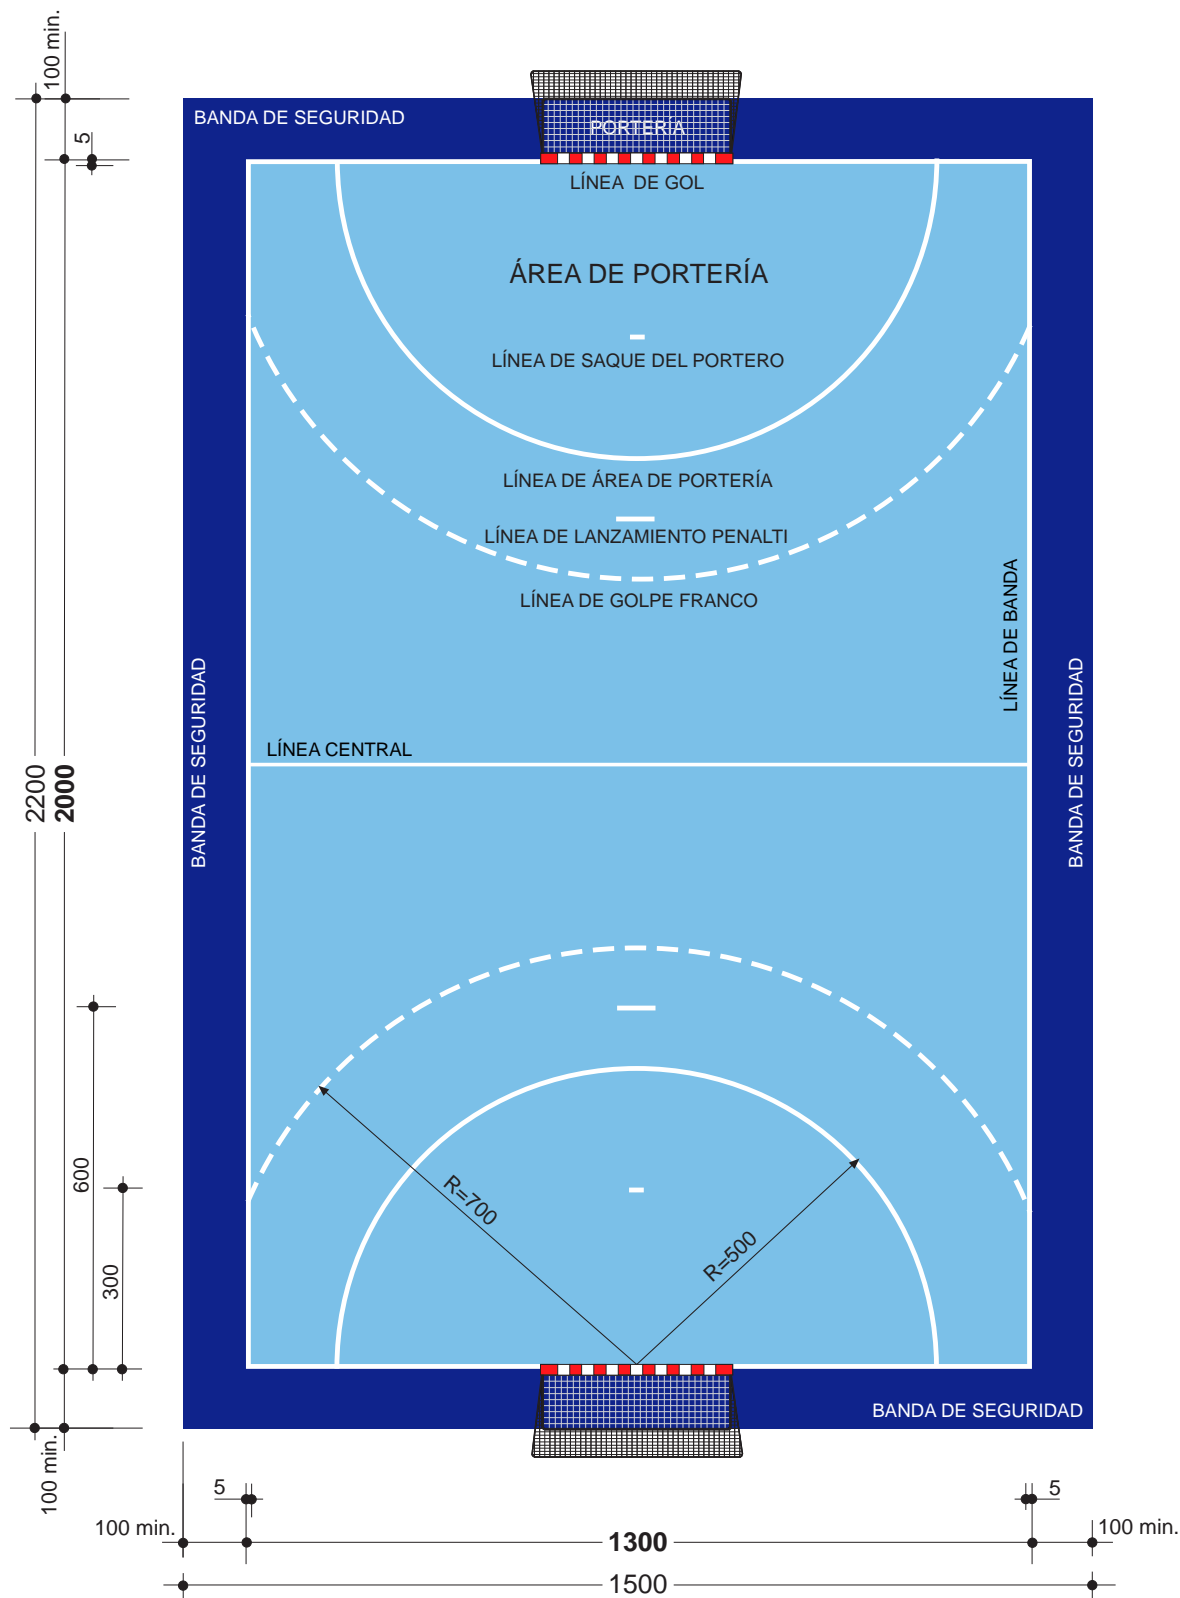 100 min.
BANDA DE SEGURIDAD
PORTERÍA
5
LÍNEA DE GOL
ÁREA DE PORTERÍA
LÍNEA DE SAQUE DEL PORTERO
LÍNEA DE ÁREA DE PORTERÍA
LÍNEA DE LANZAMIENTO PENALTI
LÍNEA DE GOLPE FRANCO
LÍNEA DE BANDA
BANDA DE SEGURIDAD
BANDA DE SEGURIDAD
LÍNEA CENTRAL
2200
2000
600
R=700
R=500
300
BANDA DE SEGURIDAD
100 min.
5
5
100 min.
1300
100 min.
1500